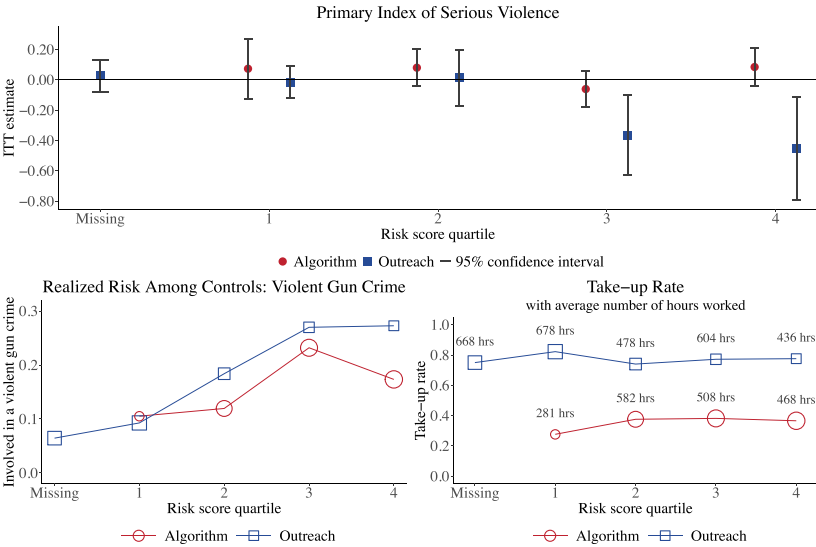 Primary Index of Serious Violence
ITT estimate
0.20
0.00
−0.20
−0.40
−0.60
−0.80
Missing 1 2 3 4
Risk score quartile
Algorithm Outreach 95% confidence interval
Realized Risk Among Controls: Violent Gun Crime
Involved in a violent gun crime
0.3
0.2
0.1
0.0
Missing 1 2 3 4
Risk score quartile
Algorithm Outreach
Take−up Rate
with average number of hours worked
Take−up rate
1.0
0.8
0.6
0.4
0.2
0.0
668 hrs 678 hrs 478 hrs 604 hrs 436 hrs
281 hrs 582 hrs 508 hrs 468 hrs
Missing 1 2 3 4
Risk score quartile
Algorithm Outreach